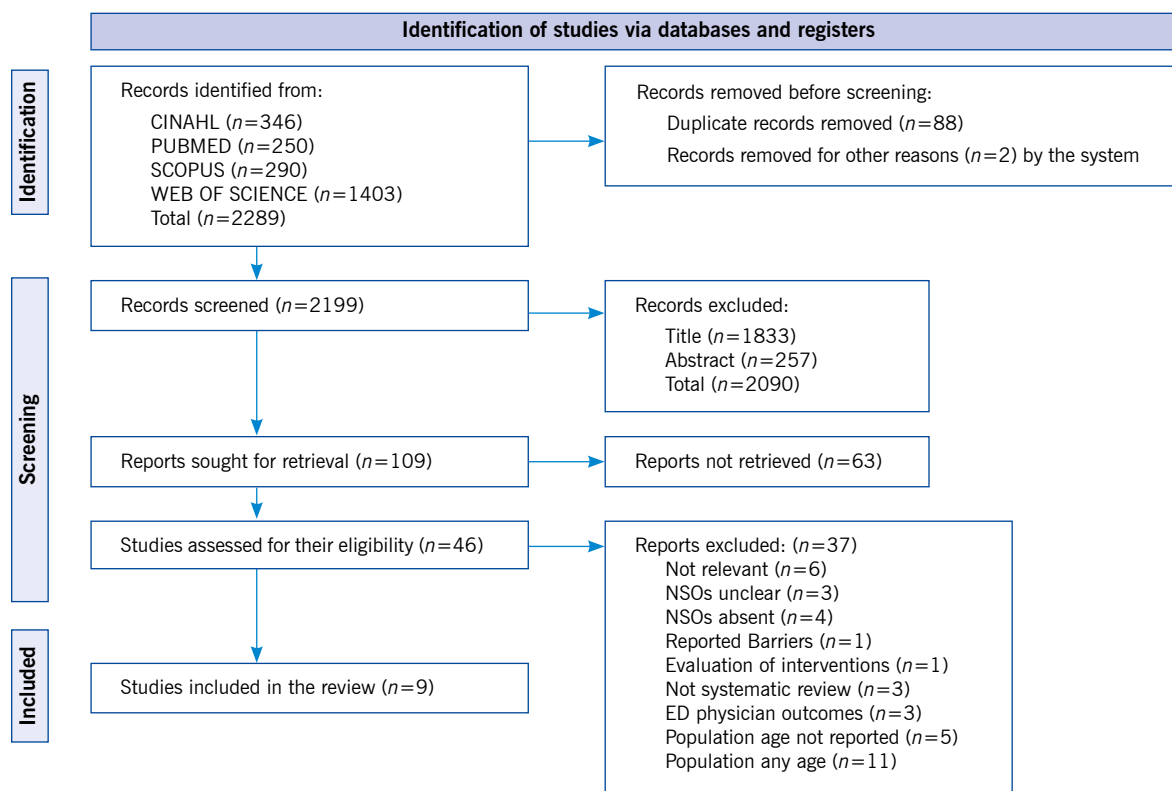 Identification of studies via databases and registers
Identification
Records identified from:
CINAHL (n=346)
PUBMED (n=250)
SCOPUS (n=290)
WEB OF SCIENCE (n=1403)
Total (n=2289)
Records removed before screening:
Duplicate records removed (n=88)
Records removed for other reasons (n=2) by the system
Screening
Records screened (n=2199)
Records excluded:
Title (n=1833)
Abstract (n=257)
Total (n=2090)
Reports sought for retrieval (n=109)
Reports not retrieved (n=63)
Studies assessed for their eligibility (n=46)
Reports excluded: (n=37)
Not relevant (n=6)
NSOs unclear (n=3)
NSOs absent (n=4)
Reported Barriers (n=1)
Evaluation of interventions (n=1)
Not systematic review (n=3)
ED physician outcomes (n=3)
Population age not reported (n=5)
Population any age (n=11)
Included
Studies included in the review (n=9)